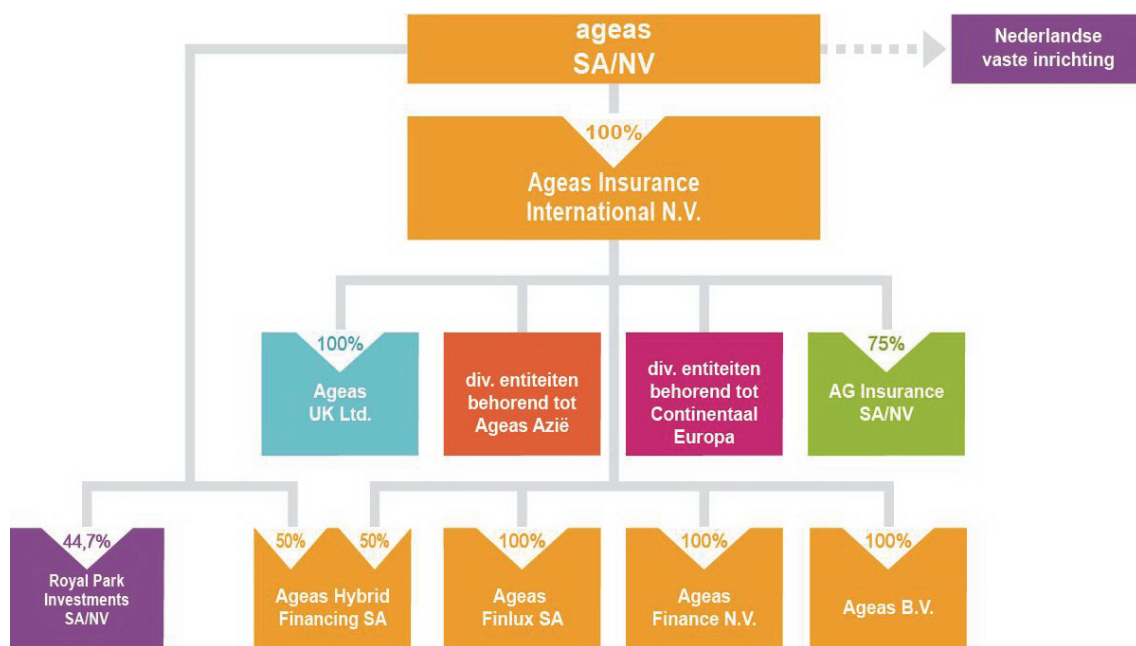 ageas
SA/NV
Nederlandse
vaste inrichting
100%
Ageas Insurance
International N.V.
100%
Ageas
UK Ltd.
div. entiteiten
behorend tot
Ageas Azië
div. entiteiten
behorend tot
Continentaal
Europa
75%
AG Insurance
SA/NV
44,7%
Royal Park
Investments
SA/NV
50%
50%
Ageas Hybrid
Financing SA
100%
Ageas
Finlux SA
100%
Ageas
Finance N.V.
100%
Ageas B.V.